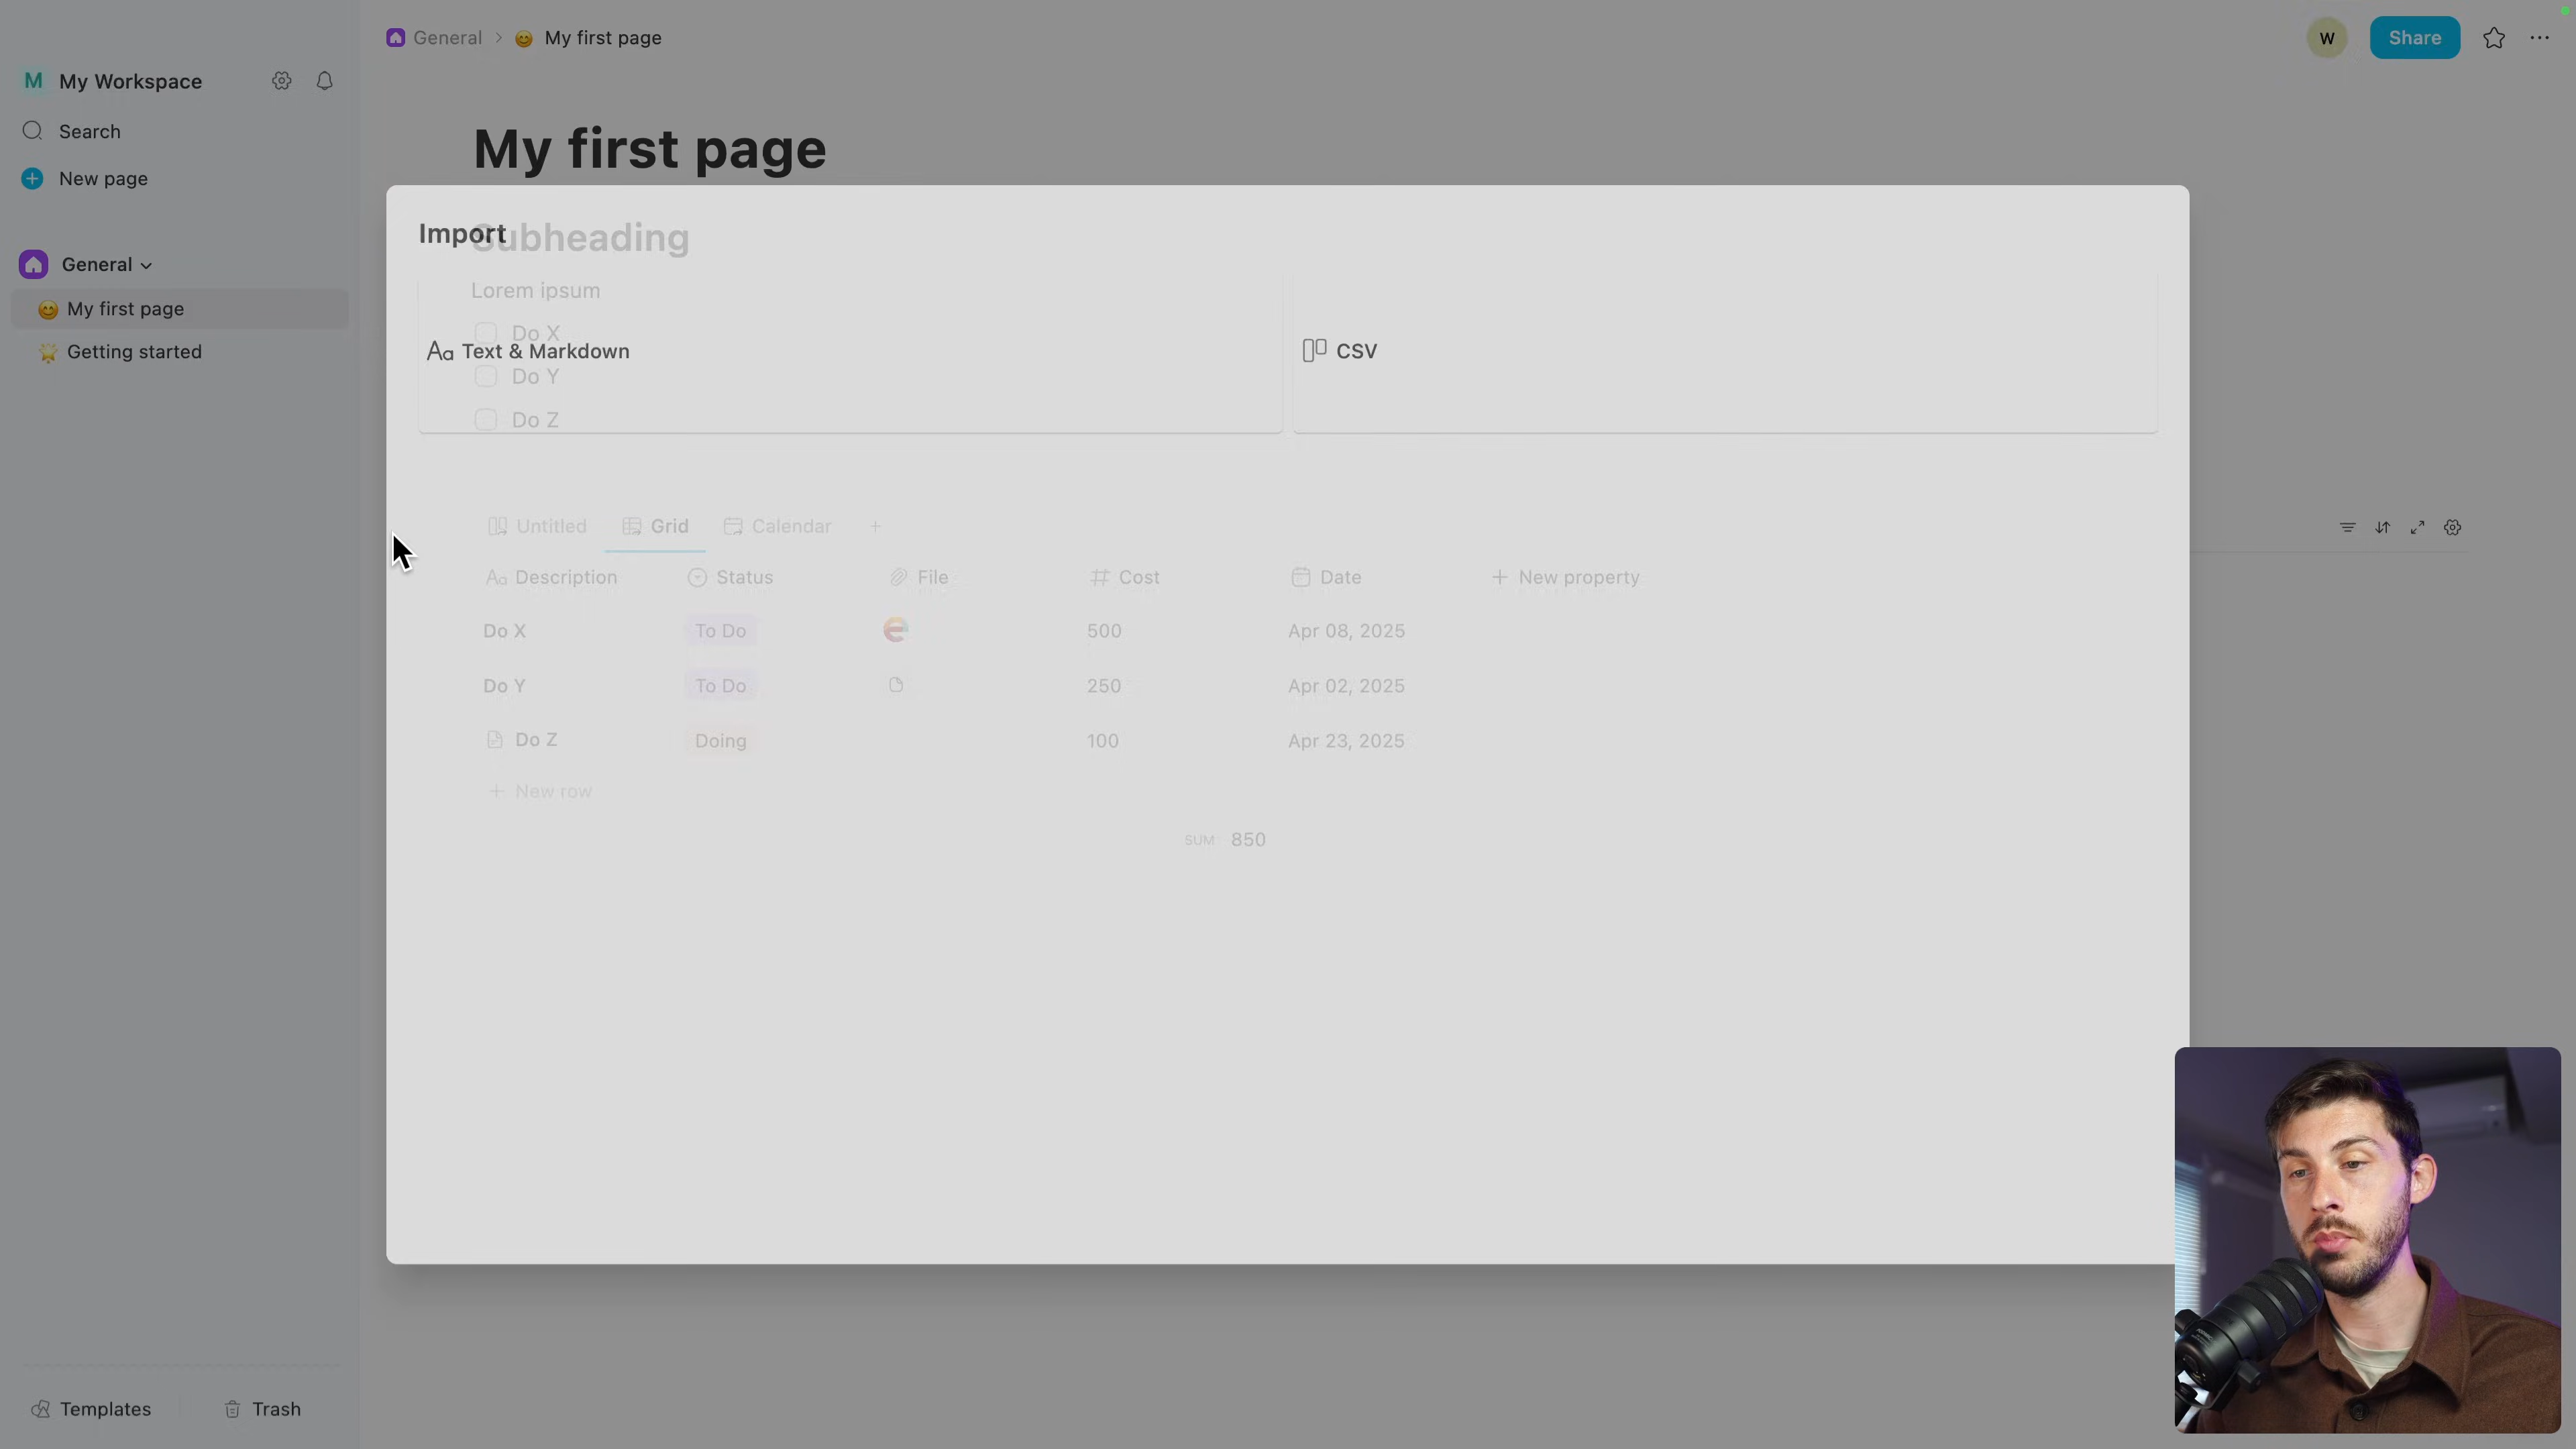 General > My first page
W
Share
M My Workspace
Search
New page
General
My first page
Getting started
Templates
Trash
My first page
Import
Subheading
Lorem ipsum
Do X
Aa Text & Markdown
CSV
Do Y
Do Z
Untitled
Grid
Calendar
+
Aa Description
Status
File
# Cost
Date
+ New property
Do X
To Do
500
Apr 08, 2025
Do Y
To Do
250
Apr 02, 2025
Do Z
Doing
100
Apr 23, 2025
+ New row
SUM 850